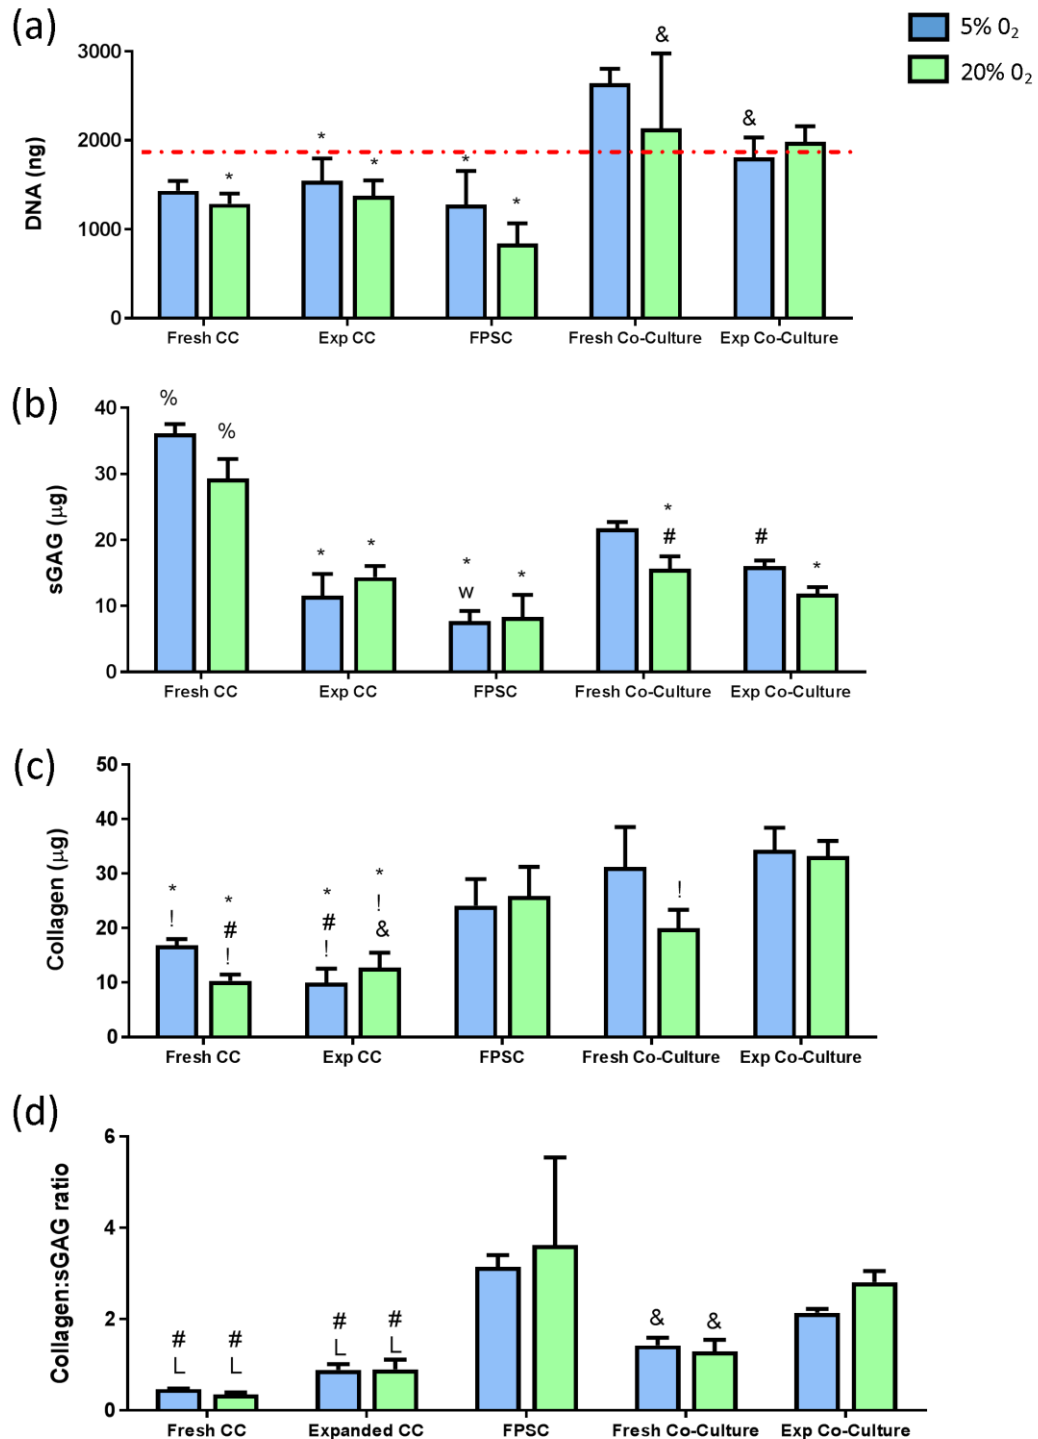 (a)
5% 0₂
20% 0₂
DNA (ng)
3000
2000
1000
0
*
*
*
*
*
&
&
Fresh CC
Exp CC
FPSC
Fresh Co-Culture
Exp Co-Culture
(b)
sGAG (µg)
40
30
20
10
0
%
%
*
*
*
w
*
*
#
#
*
Fresh CC
Exp CC
FPSC
Fresh Co-Culture
Exp Co-Culture
(c)
Collagen (µg)
50
40
30
20
10
0
*
!
*
#
!
*
#
!
*
!
&
!
Fresh CC
Exp CC
FPSC
Fresh Co-Culture
Exp Co-Culture
(d)
Collagen:sGAG ratio
6
4
2
0
#
L
#
L
#
L
#
L
&
&
Fresh CC
Expanded CC
FPSC
Fresh Co-Culture
Exp Co-Culture